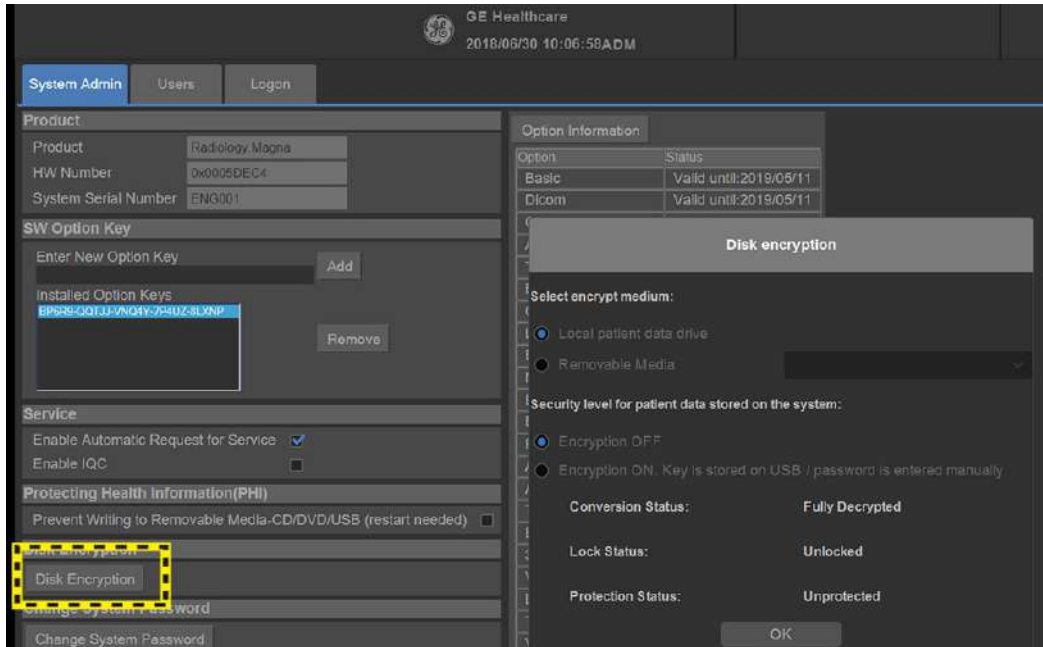 GE Healthcare
2018/06/30 10:06:58ADM
System Admin
Users
Logon
Product
Product
Radiology.Magna
HW Number
0x0005DEC4
System Serial Number
ENG001
SW Option Key
Enter New Option Key
Add
Installed Option Keys
Remove
Service
Enable Automatic Request for Service
Enable IQC
Protecting Health Information(PHI)
Prevent Writing to Removable Media-CD/DVD/USB (restart needed)
Disk Encryption
Disk Encryption
Change System Password
Change System Password
Option Information
Option Status
Basic Valid until:2019/05/11
Dicom Valid until:2019/05/11
Disk encryption
Select encrypt medium:
Local patient data drive
Removable Media
Security level for patient data stored on the system:
Encryption OFF
Encryption ON. Key is stored on USB / password is entered manually
Conversion Status: Fully Decrypted
Lock Status: Unlocked
Protection Status: Unprotected
OK